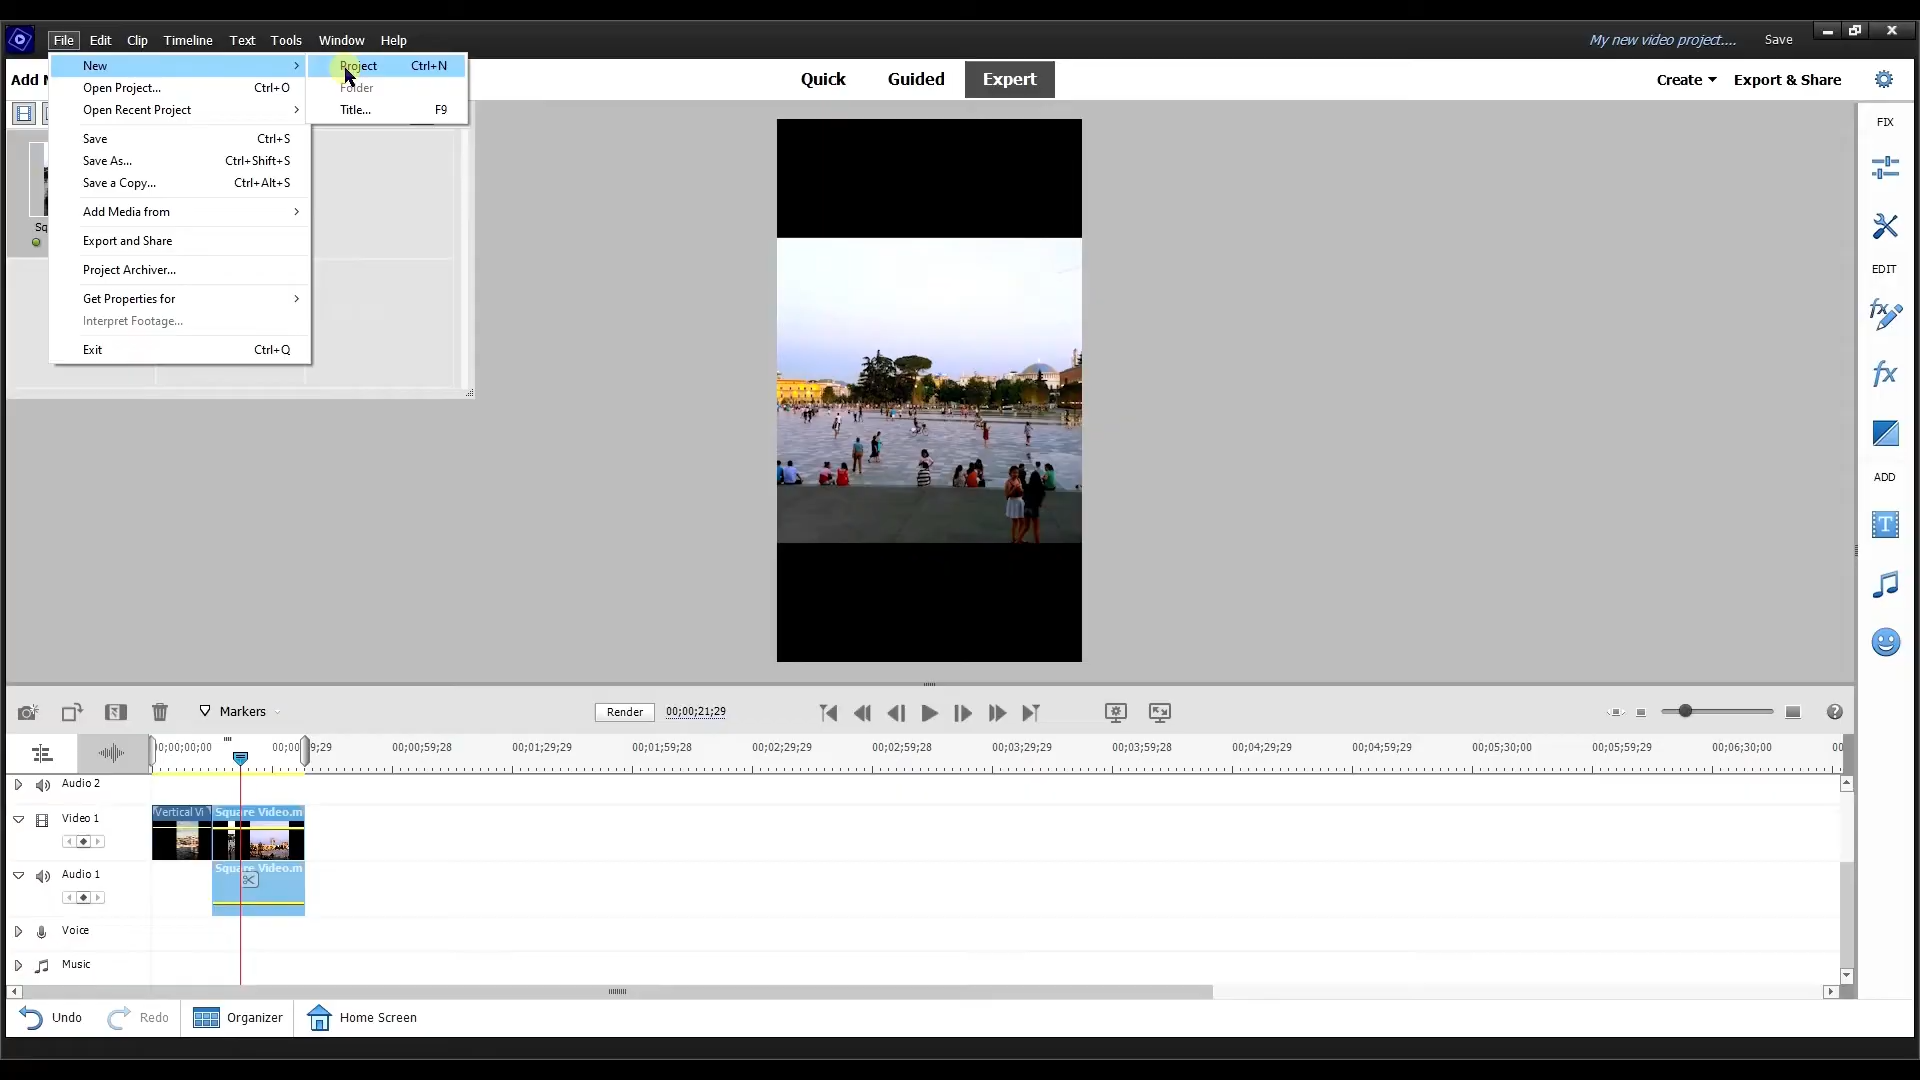 File Edit Clip Timeline Text Tools Window Help
My new video project.... Save
Add
Quick Guided Expert
Create Export & Share
New
Open Project... Ctrl+O
Open Recent Project
Save Ctrl+S
Save As... Ctrl+Shift+S
Save a Copy... Ctrl+Alt+S
Add Media from
Export and Share
Project Archiver...
Get Properties for
Interpret Footage...
Exit Ctrl+Q
Project Ctrl+N
Folder
Title... F9
Sq
FIX
EDIT
ADD
Markers
Render 00;00;21;29
00;00;59;28 00;01;29;29 00;01;59;28 00;02;29;29 00;02;59;28 00;03;29;29 00;03;59;28 00;04;29;29 00;04;59;29 00;05;30;00 00;05;59;29 00;06;30;00
Audio 2
Video 1
Vertical Vi Square Video.m
Audio 1
Square Video.m
Voice
Music
Undo Redo Organizer Home Screen